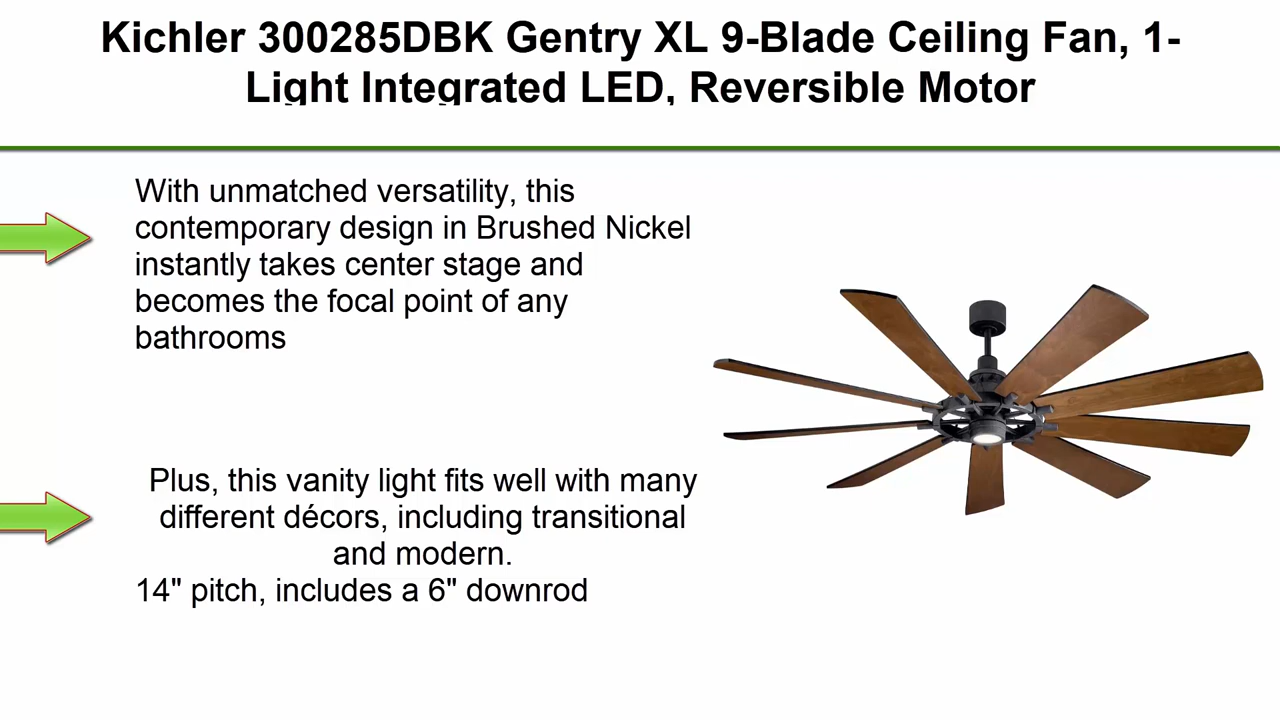 Kichler 300285DBK Gentry XL 9-Blade Ceiling Fan, 1-
Light Integrated LED, Reversible Motor
With unmatched versatility, this
contemporary design in Brushed Nickel
instantly takes center stage and
becomes the focal point of any
bathrooms
Plus, this vanity light fits well with many
different décors, including transitional
and modern.
14" pitch, includes a 6" downrod